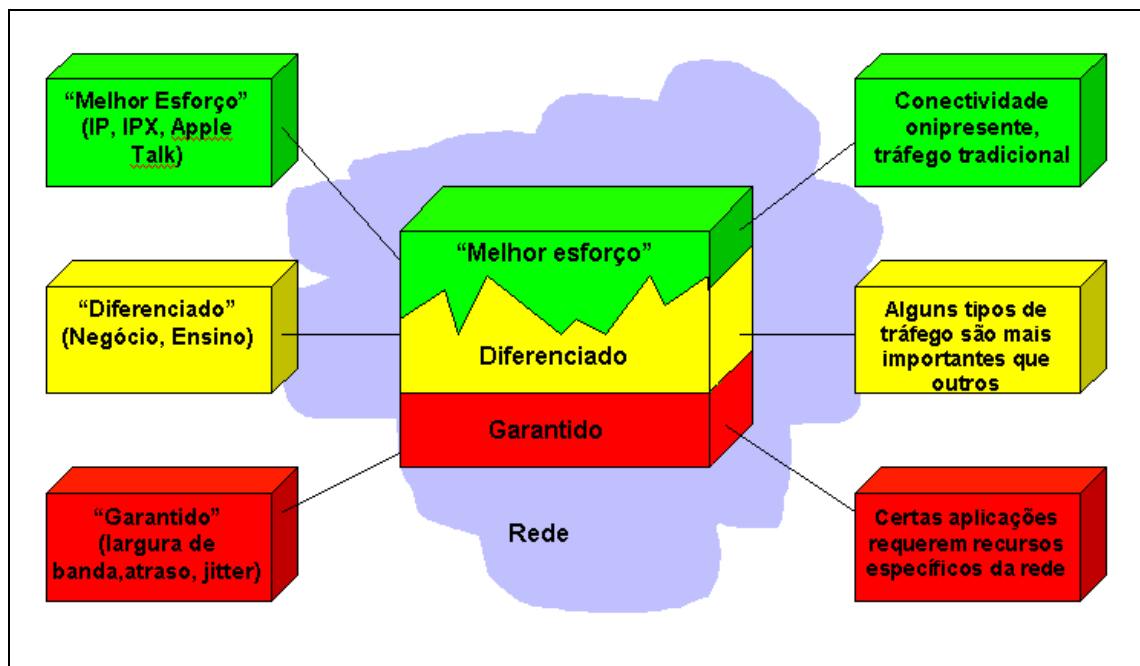 “Melhor Esforço”
(IP, IPX, Apple
Talk)
Conectividade
onipresente,
tráfego tradicional
“Melhor esforço”
“Diferenciado”
(Negócio, Ensino)
Diferenciado
Alguns tipos de
tráfego são mais
importantes que
outros
Garantido
“Garantido”
(largura de
banda,atraso, jitter)
Rede
Certas aplicações
requerem recursos
específicos da rede